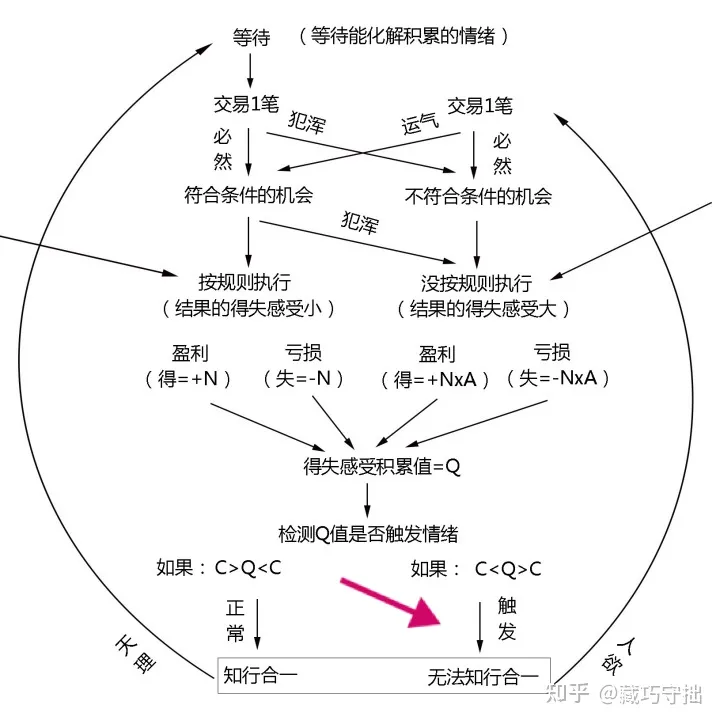 等待 （等待能化解积累的情绪）
交易1笔 交易1笔
必然 犯浑 运气 必然
符合条件的机会 不符合条件的机会
犯浑
按规则执行 没按规则执行
（结果的得失感受小） （结果的得失感受大）
盈利 亏损 盈利 亏损
（得=+N） （失=-N） （得=+NxA） （失=-NxA）
得失感受积累值=Q
检测Q值是否触发情绪
如果：C>Q<C 如果：C<Q>C
正常 触发
天理 人欲
知行合一 无法知行合一
知乎 @藏巧守拙